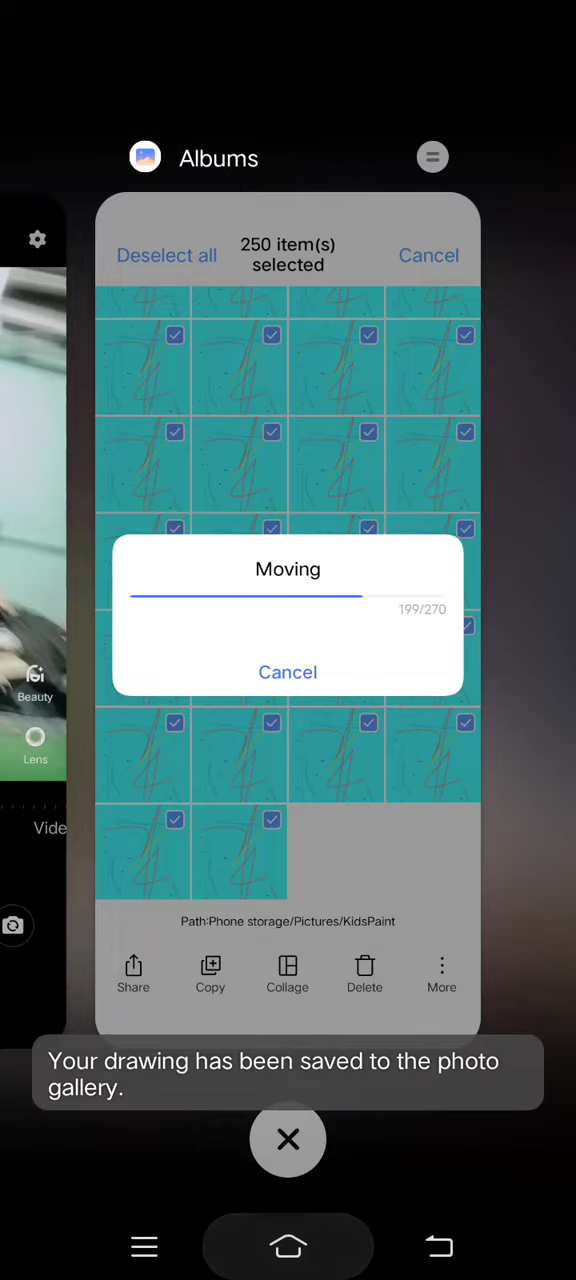 Albums
Deselect all
250 item(s)
selected
Cancel
Moving
199/270
Cancel
Beauty
Lens
Vide
Path:Phone storage/Pictures/KidsPaint
Share
Copy
Collage
Delete
More
Your drawing has been saved to the photo
gallery.